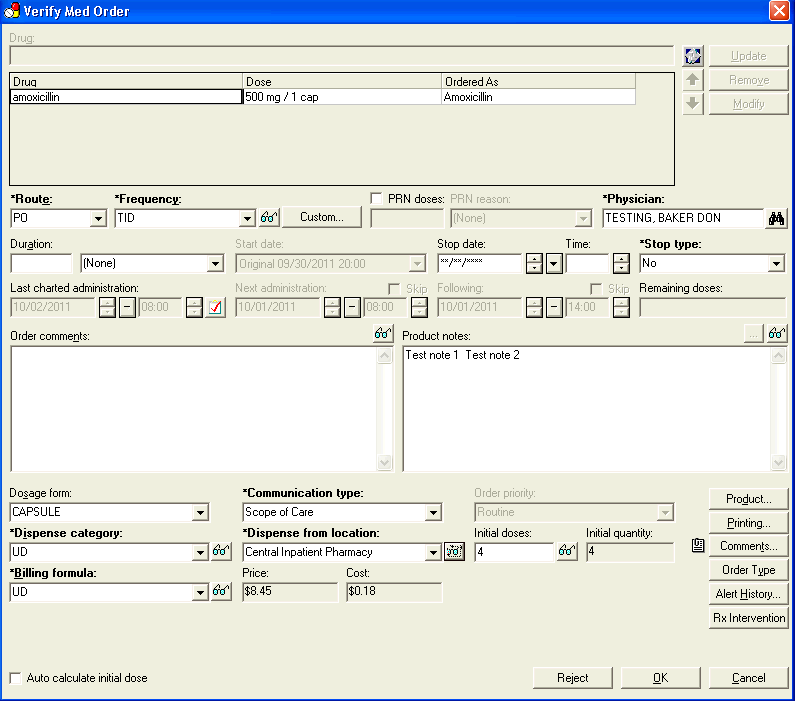 Verify Med Order
Drug:
Update
Remove
Modify
Drug Dose Ordered As
amoxicillin 500 mg / 1 cap Amoxicillin
*Route: *Frequency: PRN doses: PRN reason: *Physician:
PO TID Custom... (None) TESTING, BAKER DON
Duration: Start date: Stop date: Time: *Stop type:
(None) Original 09/30/2011 20:00 **/**/**** No
Last charted administration: Next administration: Skip Following: Skip Remaining doses:
10/02/2011 08:00 10/01/2011 08:00 10/01/2011 14:00
Order comments: Product notes: ...
Test note 1 Test note 2
Dosage form: *Communication type: Order priority:
CAPSULE Scope of Care Routine Product...
*Dispense category: *Dispense from location: Initial doses: Initial quantity: Printing...
UD Central Inpatient Pharmacy 4 4 Comments...
*Billing formula: Price: Cost: Order Type
UD $8.45 $0.18 Alert History...
Rx Intervention
Auto calculate initial dose Reject OK Cancel